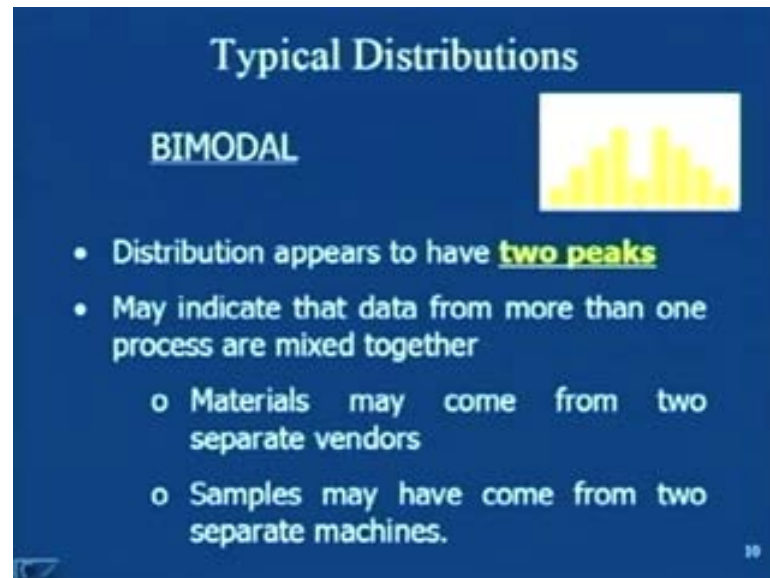 Typical Distributions
BIMODAL
• Distribution appears to have two peaks
• May indicate that data from more than one
process are mixed together
o Materials may come from two
separate vendors
o Samples may have come from two
separate machines.
10